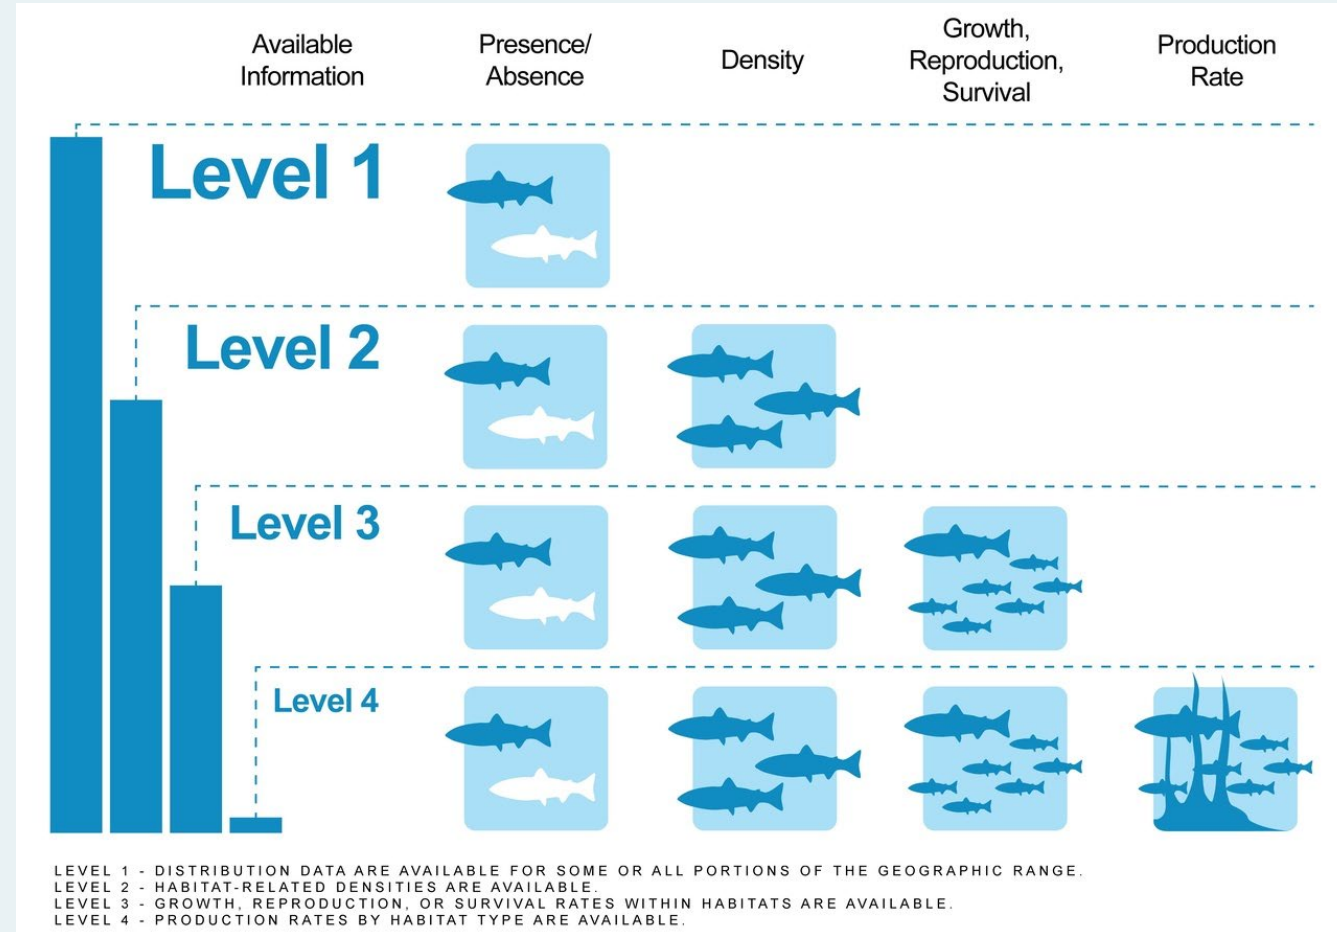 Available
Information
Presence/
Absence
Density
Growth,
Reproduction,
Survival
Production
Rate
Level 1
Level 2
Level 3
Level 4
LEVEL 1 - DISTRIBUTION DATA ARE AVAILABLE FOR SOME OR ALL PORTIONS OF THE GEOGRAPHIC RANGE.
LEVEL 2 - HABITAT-RELATED DENSITIES ARE AVAILABLE.
LEVEL 3 - GROWTH, REPRODUCTION, OR SURVIVAL RATES WITHIN HABITATS ARE AVAILABLE.
LEVEL 4 - PRODUCTION RATES BY HABITAT TYPE ARE AVAILABLE.